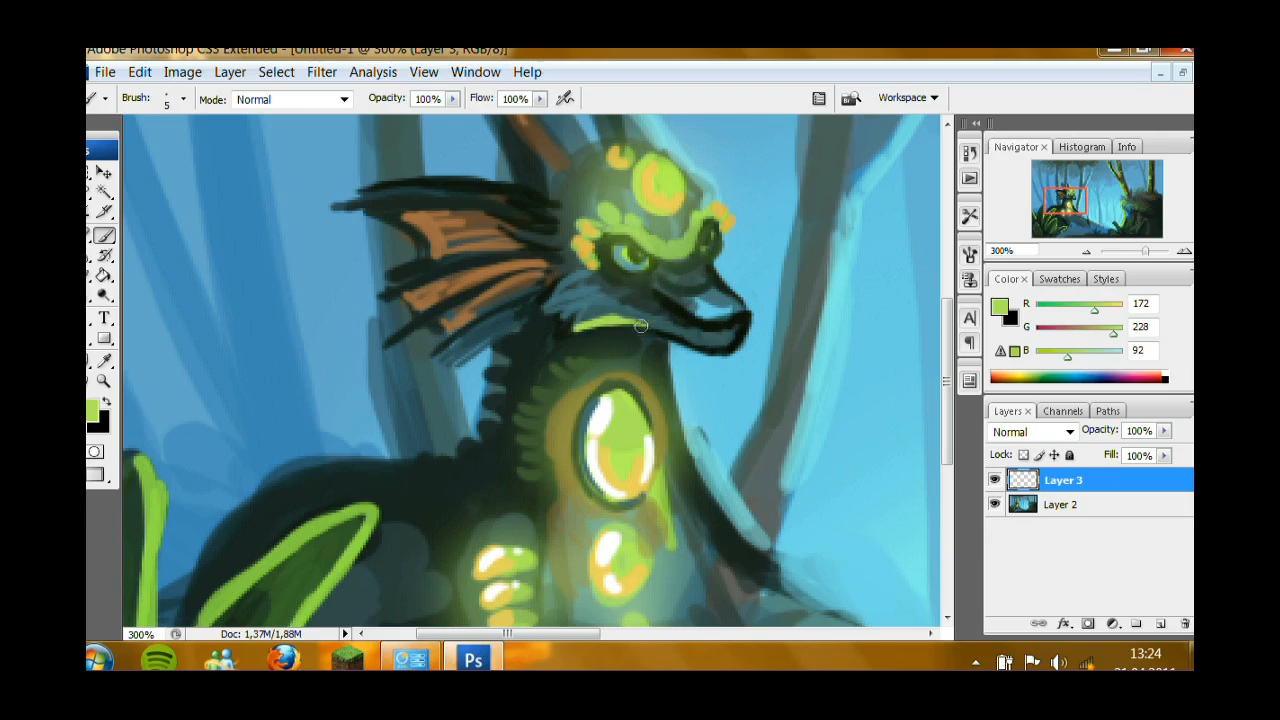 Adobe Photoshop CS3 Extended - [Untitled-1 @ 300% (Layer 3, RGB/8)]
File Edit Image Layer Select Filter Analysis View Window Help
Brush: 5 Mode: Normal Opacity: 100% Flow: 100% Workspace
Navigator × Histogram Info
300%
Color × Swatches Styles
R 172
G 228
B 92
Layers × Channels Paths
Normal Opacity: 100%
Lock: Fill: 100%
Layer 3
Layer 2
300% Doc: 1,37M/1,88M
Ps
13:24